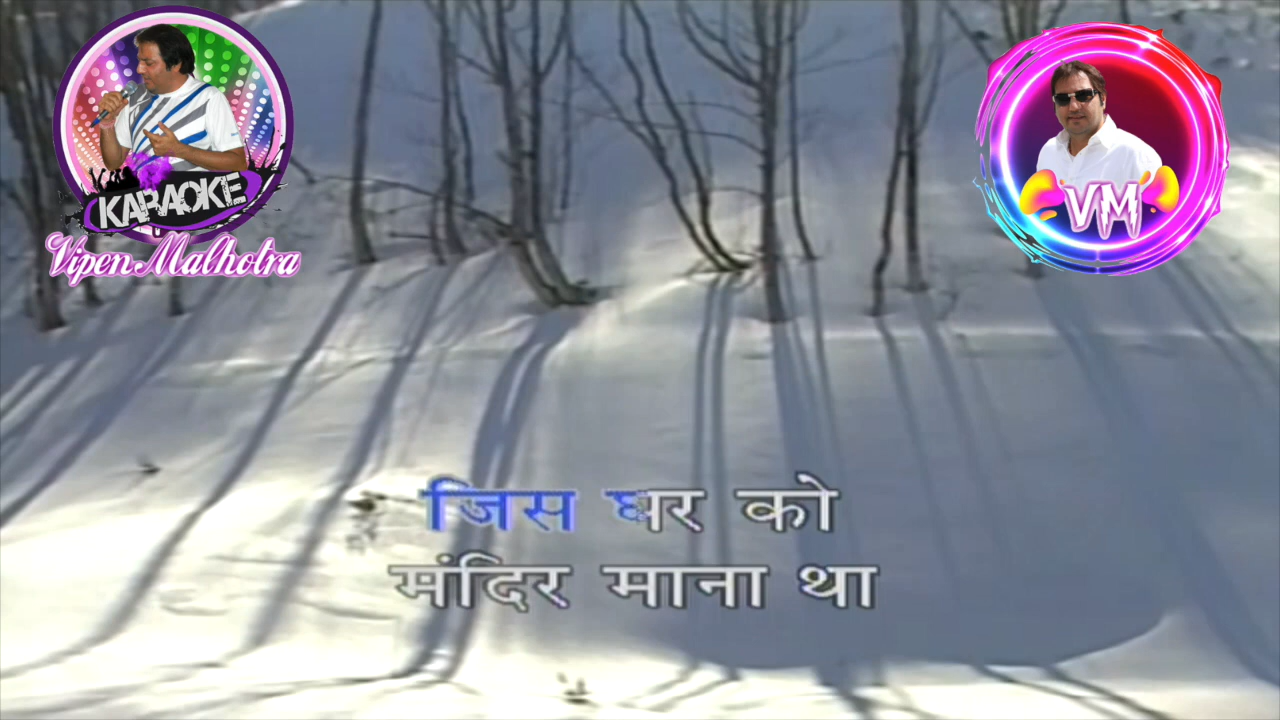 KARAOKE
Vipen Malhotra
VM
जिस घर को
मंदिर माना था